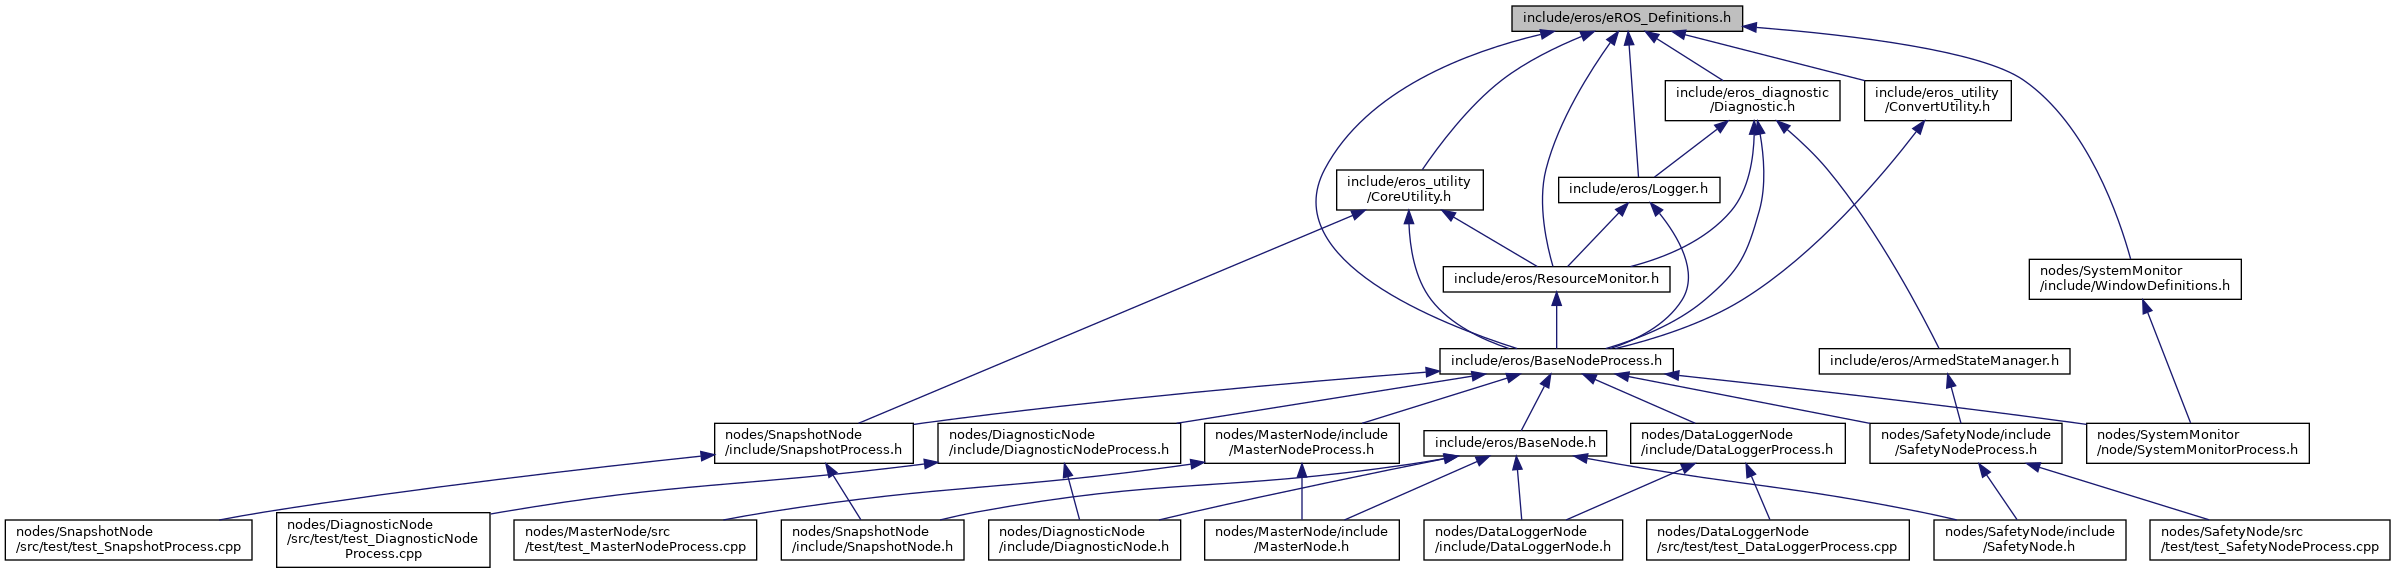 include/eros/eROS_Definitions.h
include/eros_diagnostic
/Diagnostic.h
include/eros_utility
/ConvertUtility.h
include/eros_utility
/CoreUtility.h
include/eros/Logger.h
include/eros/ResourceMonitor.h
nodes/SystemMonitor
/include/WindowDefinitions.h
include/eros/BaseNodeProcess.h
include/eros/ArmedStateManager.h
nodes/SnapshotNode
/include/SnapshotProcess.h
nodes/DiagnosticNode
/include/DiagnosticNodeProcess.h
nodes/MasterNode/include
/MasterNodeProcess.h
include/eros/BaseNode.h
nodes/DataLoggerNode
/include/DataLoggerProcess.h
nodes/SafetyNode/include
/SafetyNodeProcess.h
nodes/SystemMonitor
/node/SystemMonitorProcess.h
nodes/SnapshotNode
/src/test/test_SnapshotProcess.cpp
nodes/DiagnosticNode
/src/test/test_DiagnosticNode
Process.cpp
nodes/MasterNode/src
/test/test_MasterNodeProcess.cpp
nodes/SnapshotNode
/include/SnapshotNode.h
nodes/DiagnosticNode
/include/DiagnosticNode.h
nodes/MasterNode/include
/MasterNode.h
nodes/DataLoggerNode
/include/DataLoggerNode.h
nodes/DataLoggerNode
/src/test/test_DataLoggerProcess.cpp
nodes/SafetyNode/include
/SafetyNode.h
nodes/SafetyNode/src
/test/test_SafetyNodeProcess.cpp